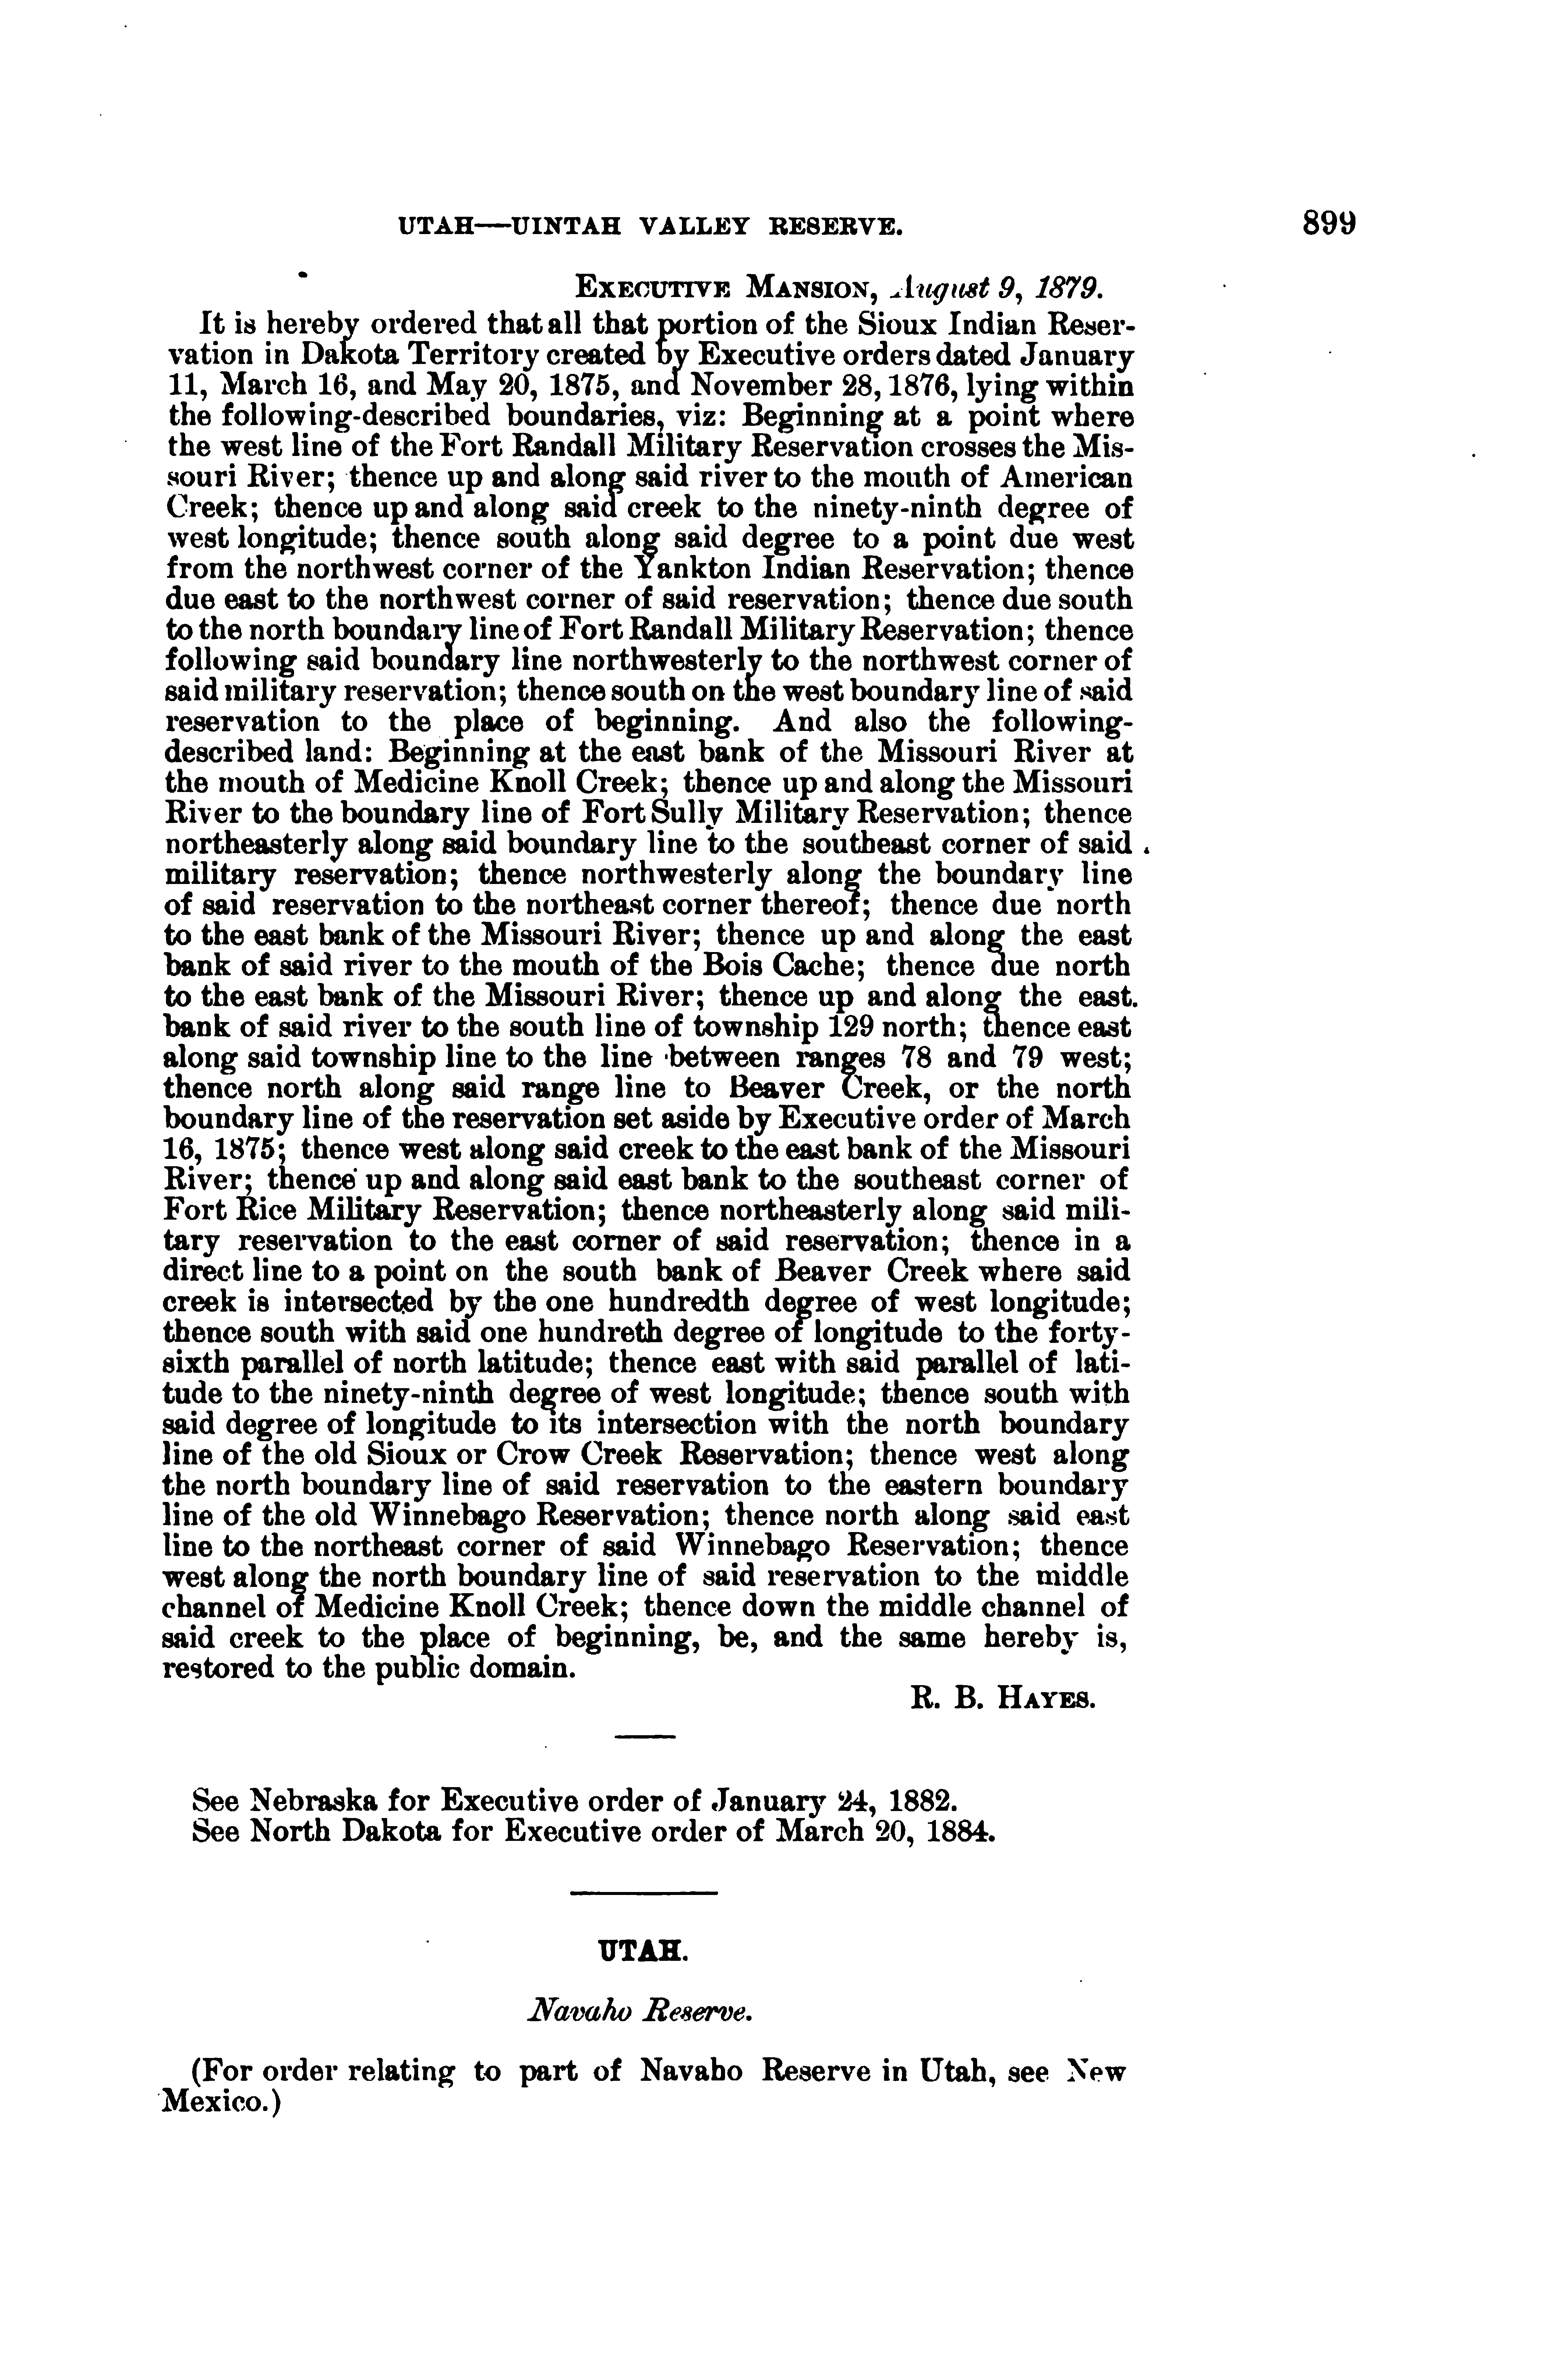 UTAH—UINTAH VALLEY RESERVE. 899
EXECUTIVE MANSION, August 9, 1879.
It is hereby ordered that all that portion of the Sioux Indian Reser-
vation in Dakota Territory created by Executive orders dated January
11, March 16, and May 20, 1875, and November 28, 1876, lying within
the following-described boundaries, viz: Beginning at a point where
the west line of the Fort Randall Military Reservation crosses the Mis-
souri River; thence up and along said river to the mouth of American
Creek; thence up and along said creek to the ninety-ninth degree of
west longitude; thence south along said degree to a point due west
from the northwest corner of the Yankton Indian Reservation; thence
due east to the northwest corner of said reservation; thence due south
to the north boundary line of Fort Randall Military Reservation; thence
following said boundary line northwesterly to the northwest corner of
said military reservation; thence south on the west boundary line of said
reservation to the place of beginning. And also the following-
described land: Beginning at the east bank of the Missouri River at
the mouth of Medicine Knoll Creek; thence up and along the Missouri
River to the boundary line of Fort Sully Military Reservation; thence
northeasterly along said boundary line to the southeast corner of said
military reservation; thence northwesterly along the boundary line
of said reservation to the northeast corner thereof; thence due north
to the east bank of the Missouri River; thence up and along the east
bank of said river to the mouth of the Bois Cache; thence due north
to the east bank of the Missouri River; thence up and along the east.
bank of said river to the south line of township 129 north; thence east
along said township line to the line between ranges 78 and 79 west;
thence north along said range line to Beaver Creek, or the north
boundary line of the reservation set aside by Executive order of March
16, 1875; thence west along said creek to the east bank of the Missouri
River; thence up and along said east bank to the southeast corner of
Fort Rice Military Reservation; thence northeasterly along said mili-
tary reservation to the east corner of said reservation; thence in a
direct line to a point on the south bank of Beaver Creek where said
creek is intersected by the one hundredth degree of west longitude;
thence south with said one hundreth degree of longitude to the forty-
sixth parallel of north latitude; thence east with said parallel of lati-
tude to the ninety-ninth degree of west longitude; thence south with
said degree of longitude to its intersection with the north boundary
line of the old Sioux or Crow Creek Reservation; thence west along
the north boundary line of said reservation to the eastern boundary
line of the old Winnebago Reservation; thence north along said east
line to the northeast corner of said Winnebago Reservation; thence
west along the north boundary line of said reservation to the middle
channel of Medicine Knoll Creek; thence down the middle channel of
said creek to the place of beginning, be, and the same hereby is,
restored to the public domain.
R. B. HAYES.
See Nebraska for Executive order of January 24, 1882.
See North Dakota for Executive order of March 20, 1884.
UTAH.
Navaho Reserve.
(For order relating to part of Navaho Reserve in Utah, see New
Mexico.)